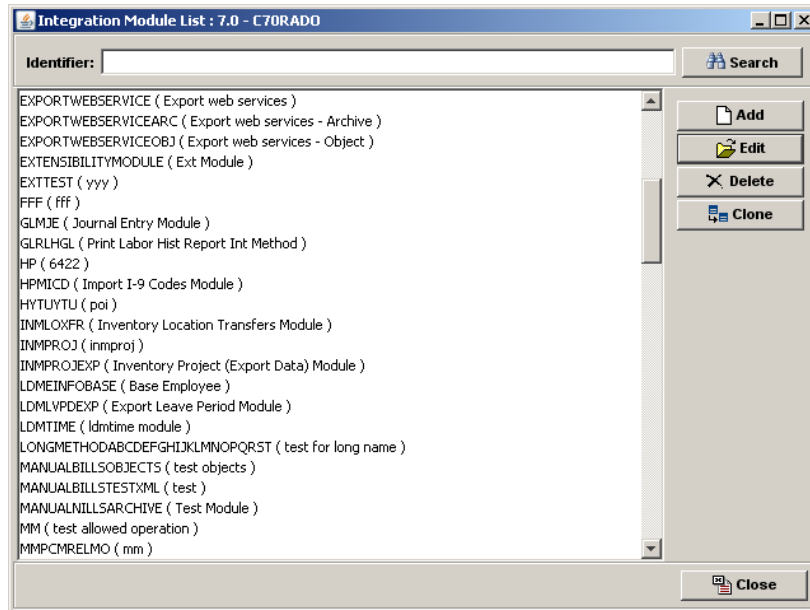 Integration Module List : 7.0 - C70RADO
Identifier:
Search
EXPORTWEBSERVICE ( Export web services )
EXPORTWEBSERVICEARC ( Export web services - Archive )
EXPORTWEBSERVICEOBJ ( Export web services - Object )
EXTENSIBILITYMODULE ( Ext Module )
EXTTEST ( yyy )
FFF ( fff )
GLMJE ( Journal Entry Module )
GLRLHGL ( Print Labor Hist Report Int Method )
HP ( 6422 )
HPMICD ( Import I-9 Codes Module )
HYTUYTU ( poi )
INMLOXFR ( Inventory Location Transfers Module )
INMPROJ ( inmproj )
INMPROJEXP ( Inventory Project (Export Data) Module )
LDMEINFOBASE ( Base Employee )
LDMLVPDEXP ( Export Leave Period Module )
LDMTIME ( ldmtime module )
LONGMETHODABCDEFGHIJKLMNOPQRST ( test for long name )
MANUALBILLSOBJECTS ( test objects )
MANUALBILLSTESTXML ( test )
MANUALNILLSARCHIVE ( Test Module )
MM ( test allowed operation )
MMPCMRELMO ( mm )
Add
Edit
Delete
Clone
Close